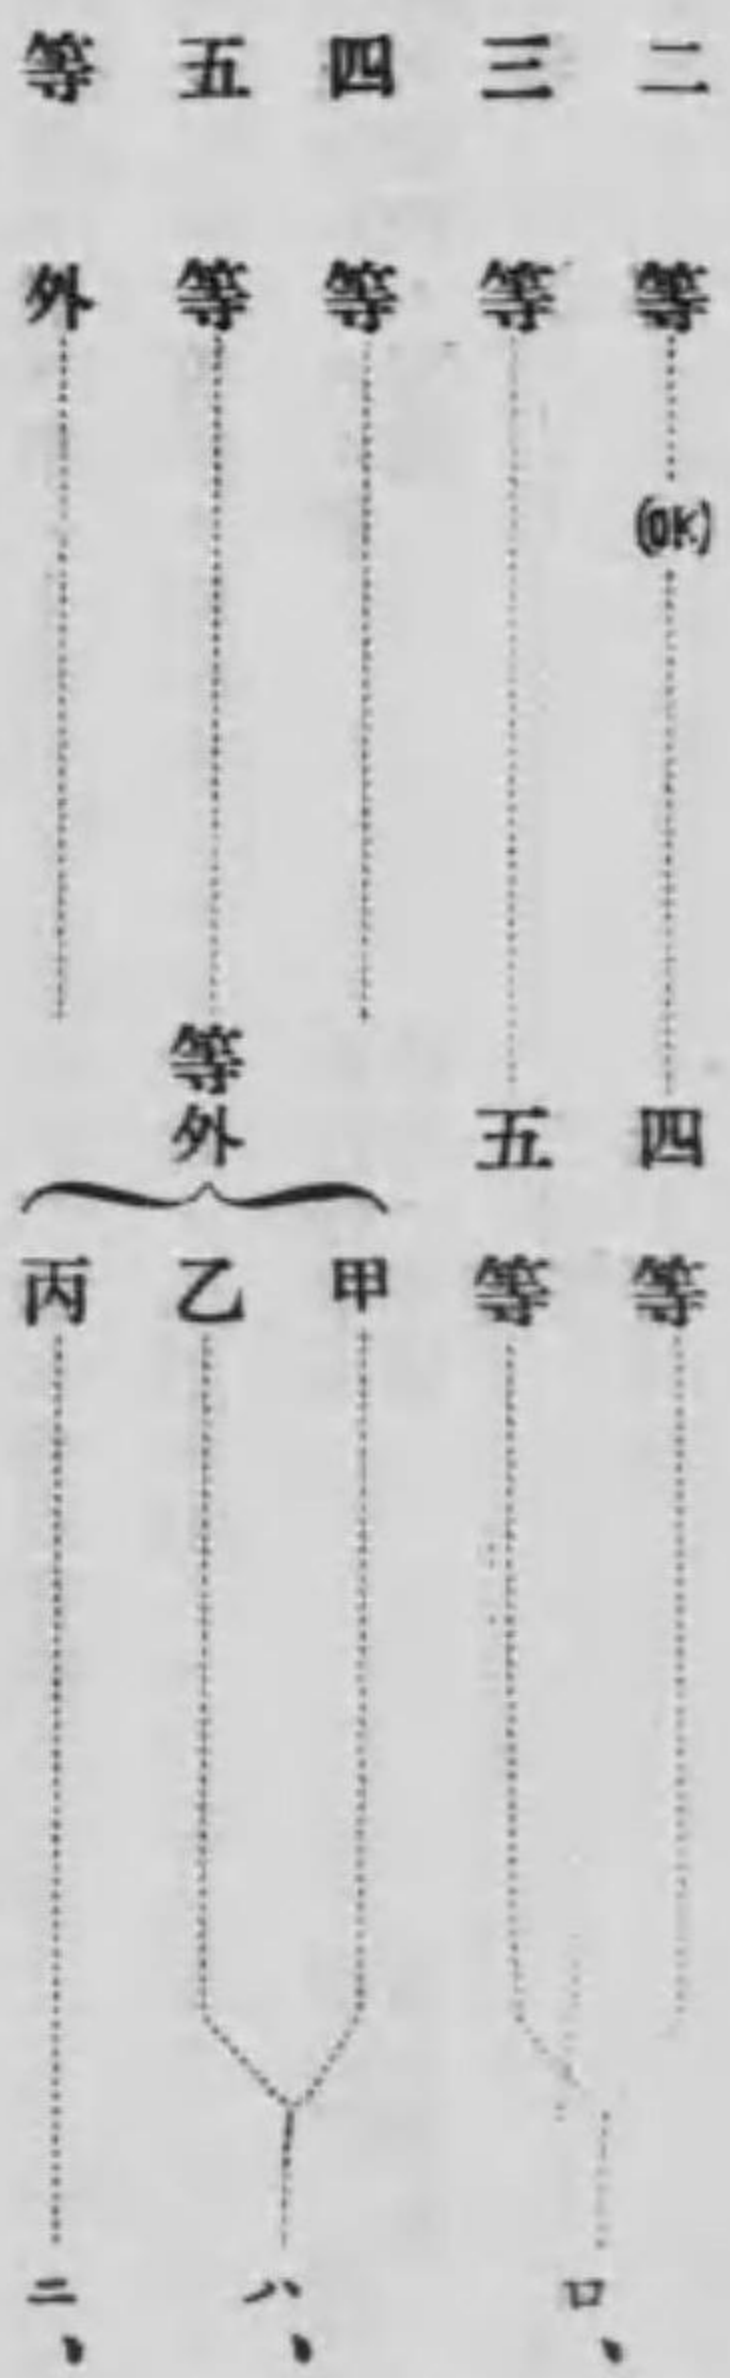 二等 (OK) 四等
三等 五等
四等 甲
五等 等外 乙
等外 丙
ロ、
ハ、
ニ、